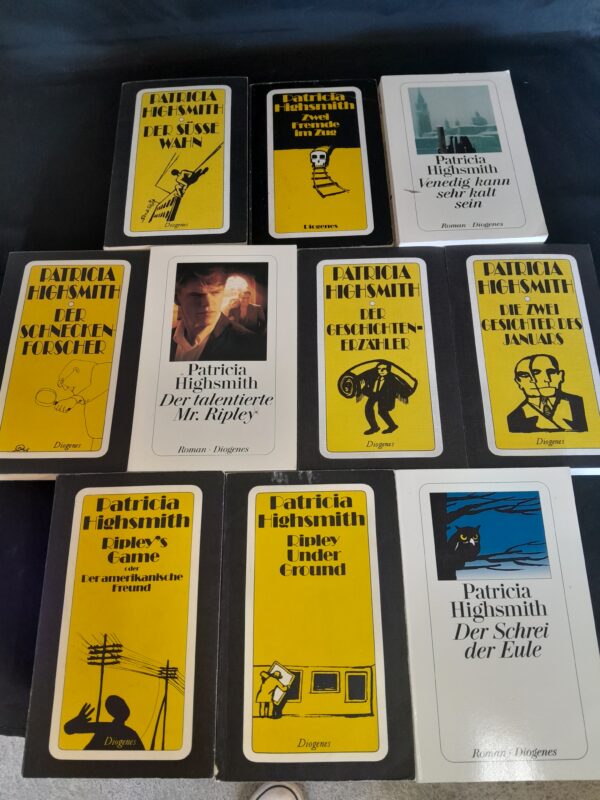 PATRICIA
HIGHSMITH
DER SÜSSE
WAHN
Diogenes
Patricia
Highsmith
Zwei
Fremde
im Zug
Diogenes
Patricia
Highsmith
Venedig kann
sehr kalt
sein
Roman · Diogenes
PATRICIA
HIGHSMITH
DER
SCHNECKEN
FORSCHER
Diogenes
Patricia
Highsmith
Der talentierte
Mr. Ripley
Roman · Diogenes
PATRICIA
HIGHSMITH
DER
GESCHICHTEN-
ERZÄHLER
Diogenes
PATRICIA
HIGHSMITH
DIE ZWEI
GESICHTER DES
JANUARS
Diogenes
Patricia
Highsmith
Ripley's
Game
oder
Der amerikanische
Freund
Diogenes
Patricia
Highsmith
Ripley
Under
Ground
Diogenes
Patricia
Highsmith
Der Schrei
der Eule
Roman · Diogenes